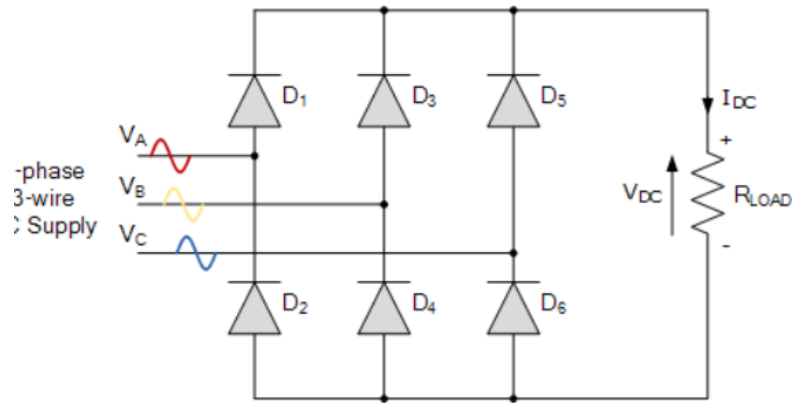 D1 D3 D5
IDC
VA
+
-phase
3-wire
Supply
VB
VDC
RLOAD
VC
-
D2 D4 D6